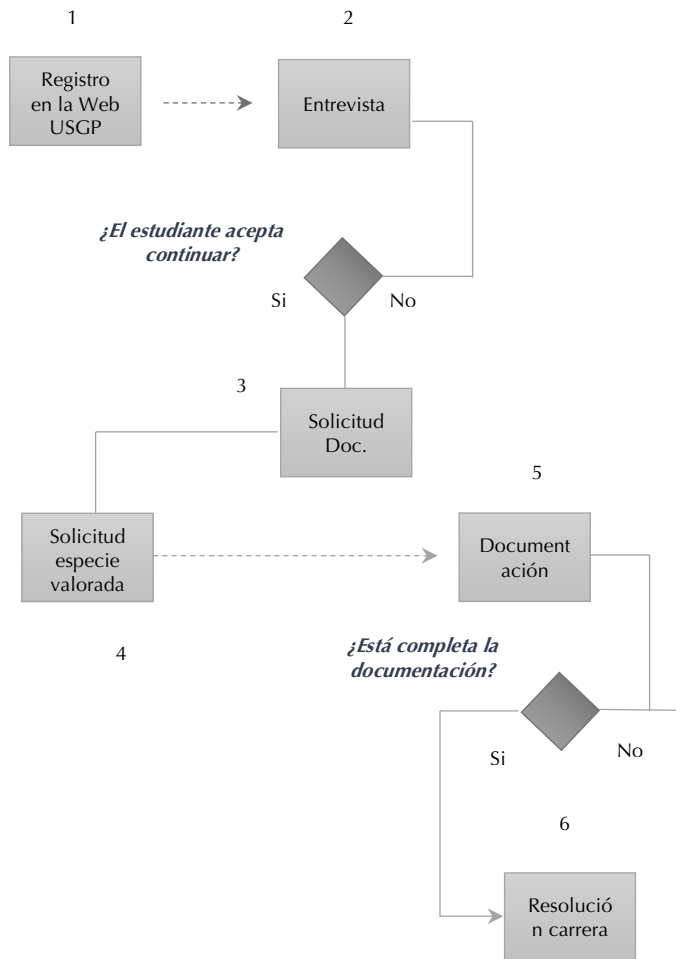 1
2
Registro
en la Web
USGP
Entrevista
¿El estudiante acepta
continuar?
Si
No
3
Solicitud
Doc.
5
Solicitud
especie
valorada
Document
ación
4
¿Está completa la
documentación?
Si
No
6
Resolució
n carrera